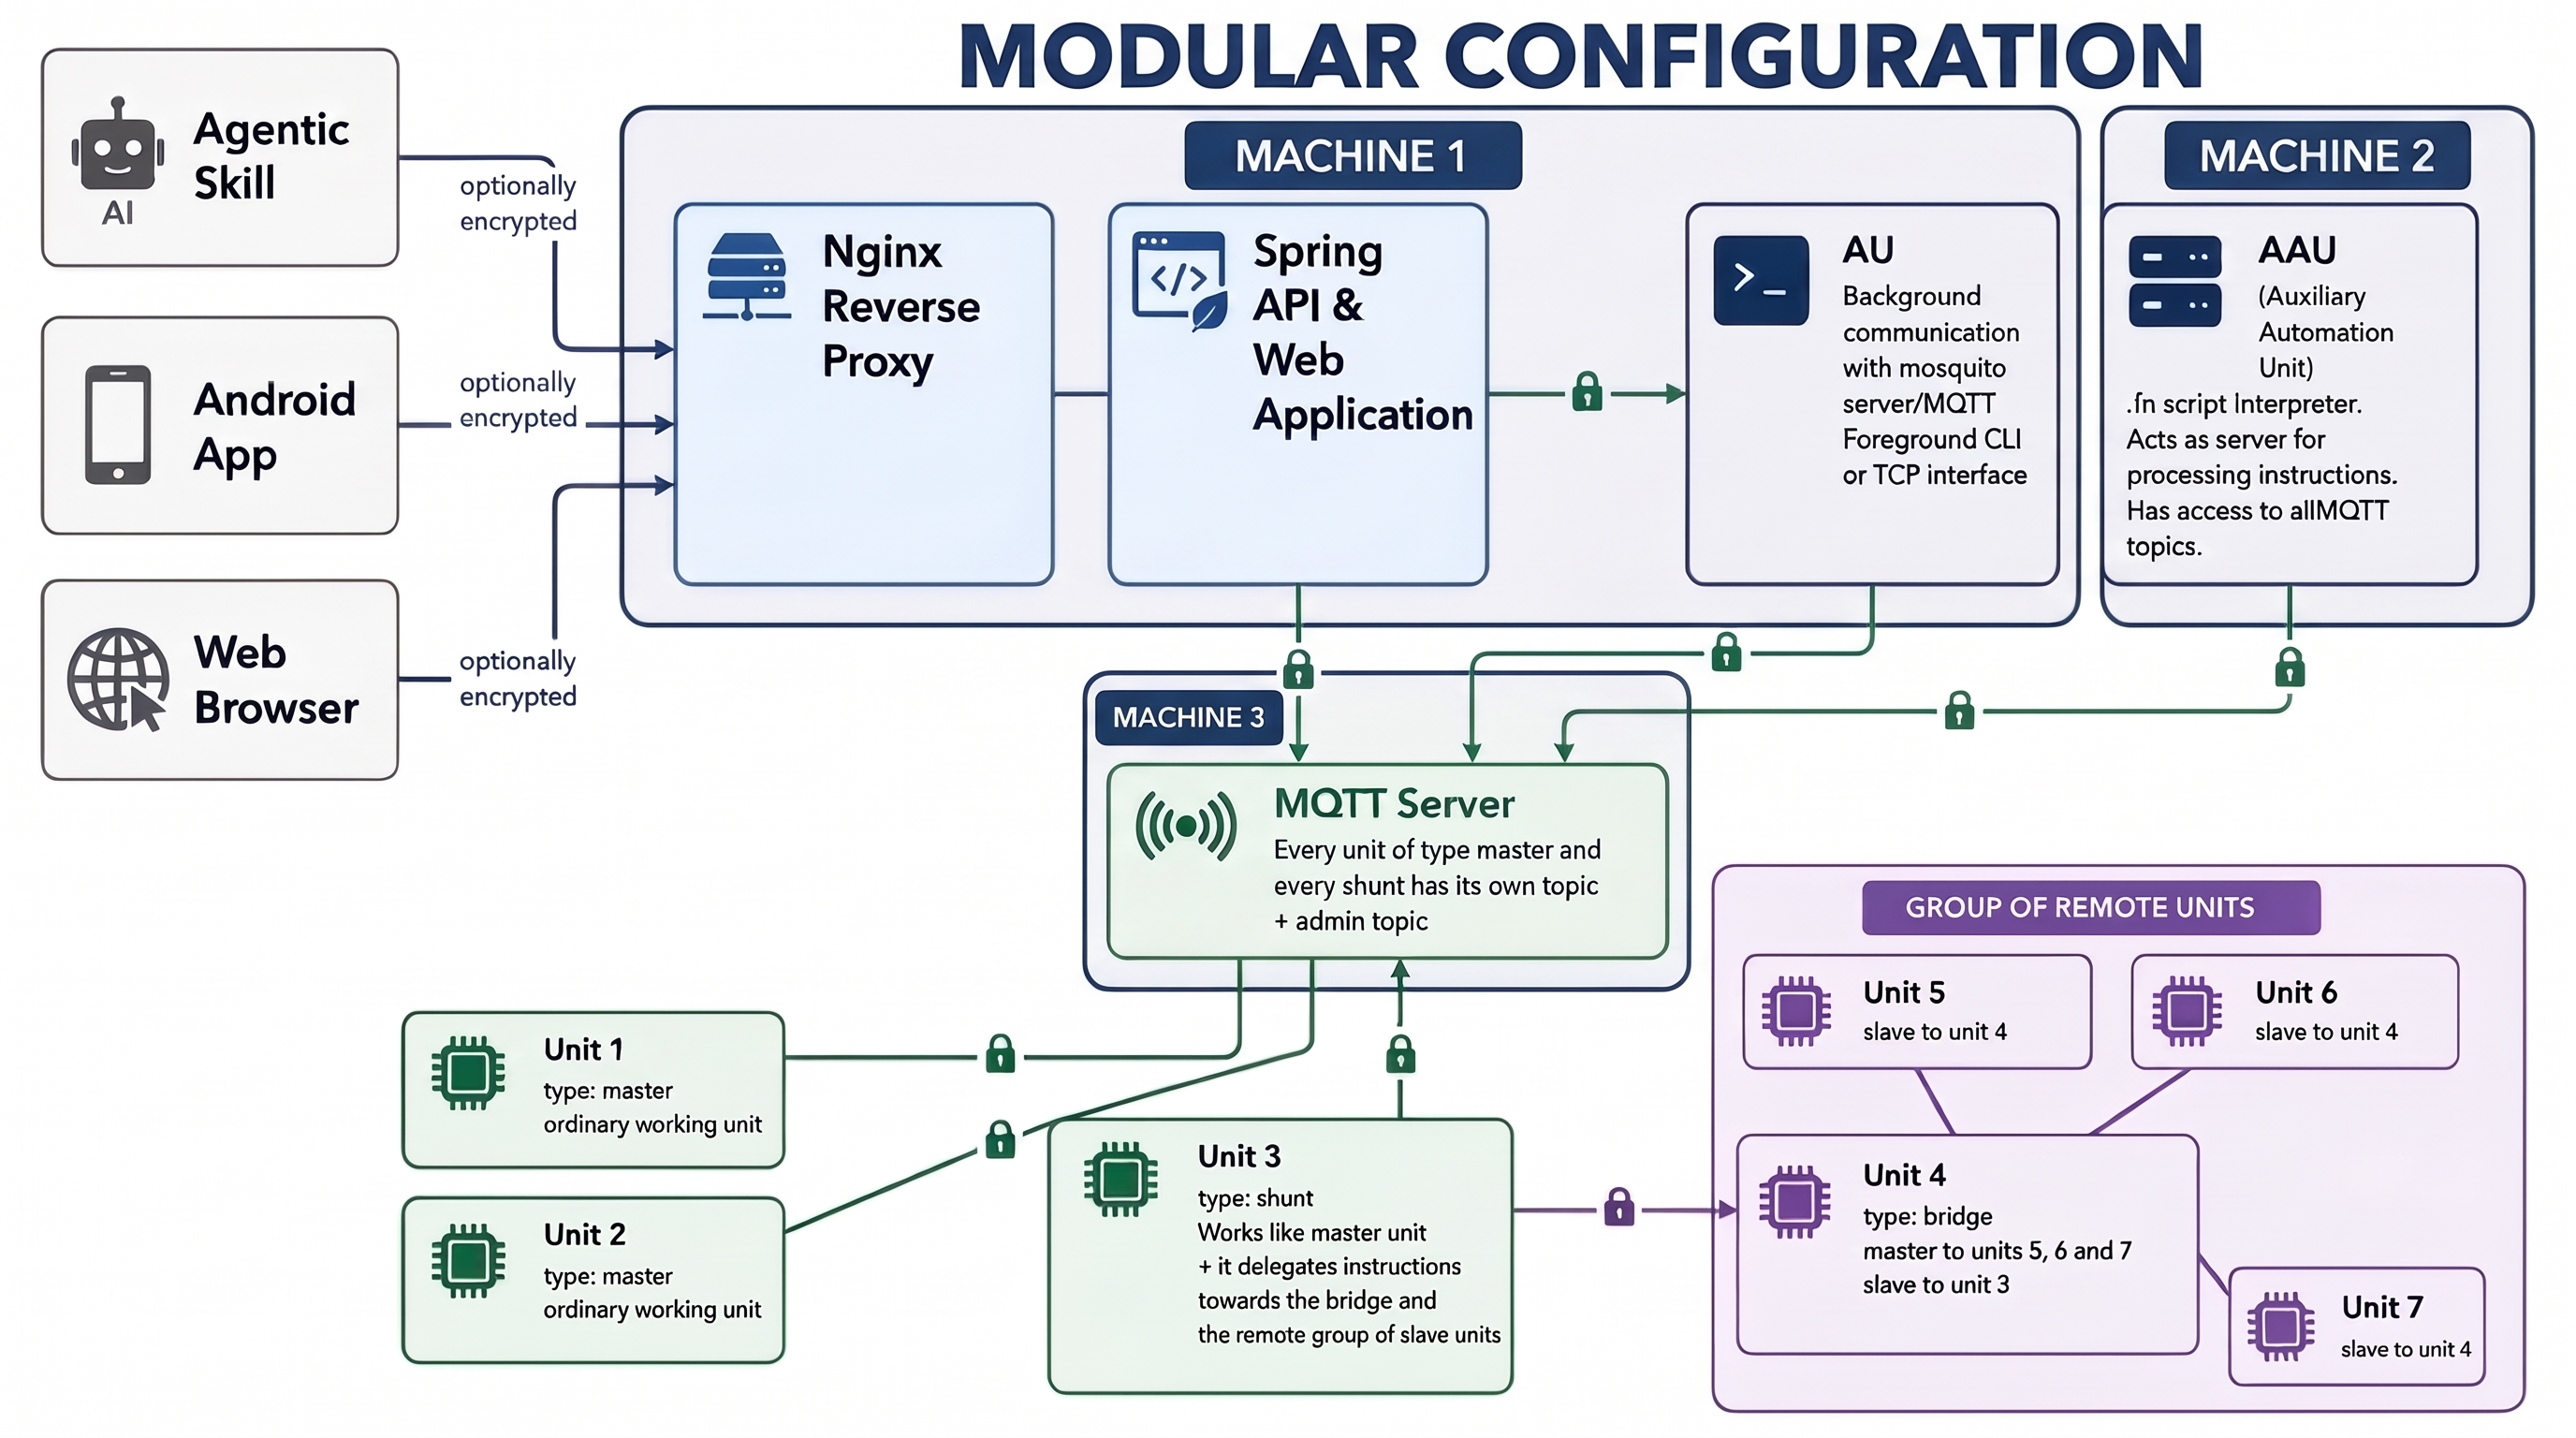 MODULAR CONFIGURATION
Agentic
Skill
AI
optionally
encrypted
Android
App
optionally
encrypted
Web
Browser
optionally
encrypted
MACHINE 1
Nginx
Reverse
Proxy
Spring
API &
Web
Application
>_
AU
Background
communication
with mosquito
server/MQTT
Foreground CLI
or TCP interface
MACHINE 2
AAU
(Auxiliary
Automation
Unit)
.fn script Interpreter.
Acts as server for
processing instructions.
Has access to allMQTT
topics.
MACHINE 3
MQTT Server
Every unit of type master and
every shunt has its own topic
+ admin topic
Unit 1
type: master
ordinary working unit
Unit 2
type: master
ordinary working unit
Unit 3
type: shunt
Works like master unit
+ it delegates instructions
towards the bridge and
the remote group of slave units
GROUP OF REMOTE UNITS
Unit 5
slave to unit 4
Unit 6
slave to unit 4
Unit 4
type: bridge
master to units 5, 6 and 7
slave to unit 3
Unit 7
slave to unit 4